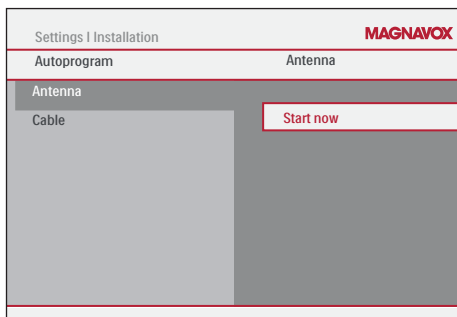 Settings I Installation
MAGNAVOX
Autoprogram
Antenna
Antenna
Cable
Start now